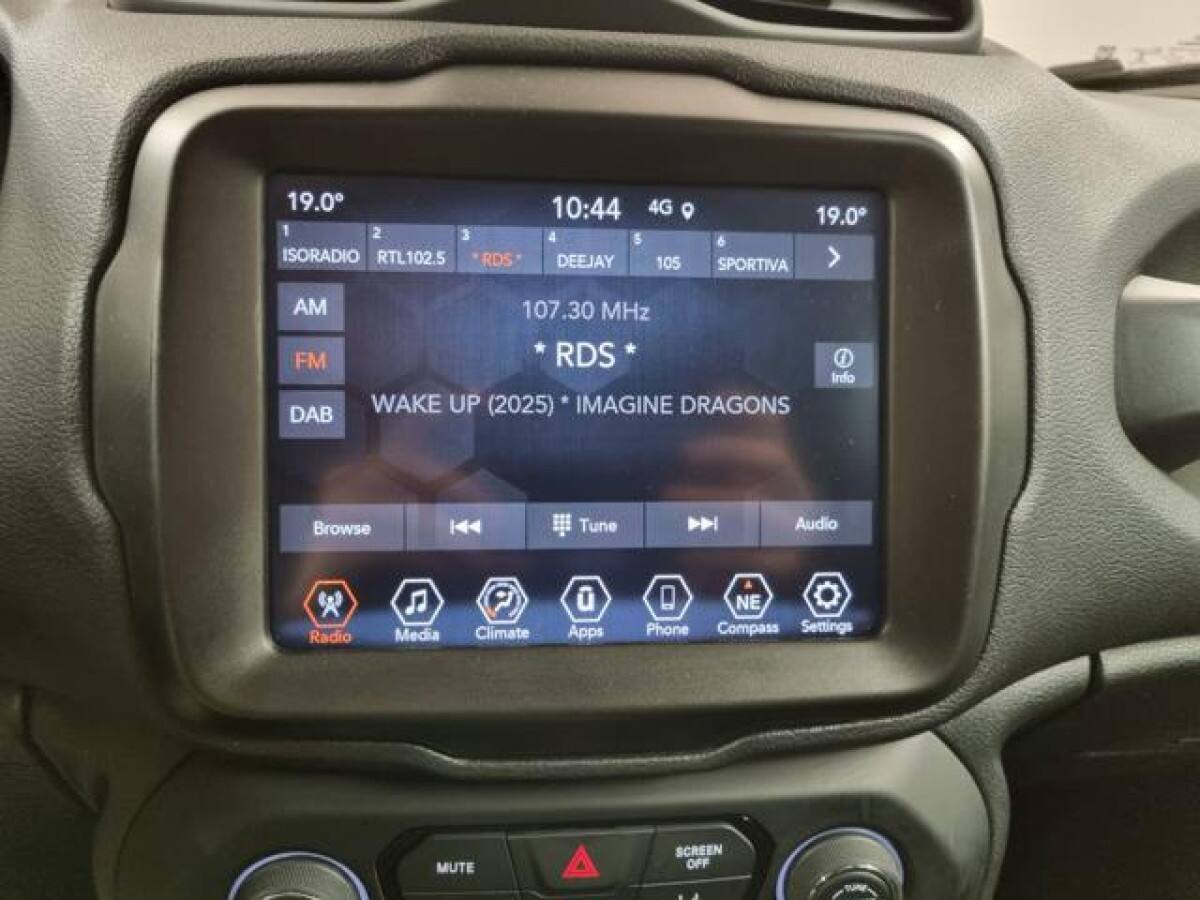 19.0° 10:44 4G 19.0°
1 2 3 4 5 6
ISORADIO RTL102.5 * RDS * DEEJAY 105 SPORTIVA
AM
107.30 MHz
FM
* RDS *
Info
DAB
WAKE UP (2025) * IMAGINE DRAGONS
Browse Tune Audio
NE
Radio Media Climate Apps Phone Compass Settings
MUTE
SCREEN
OFF
TUNE